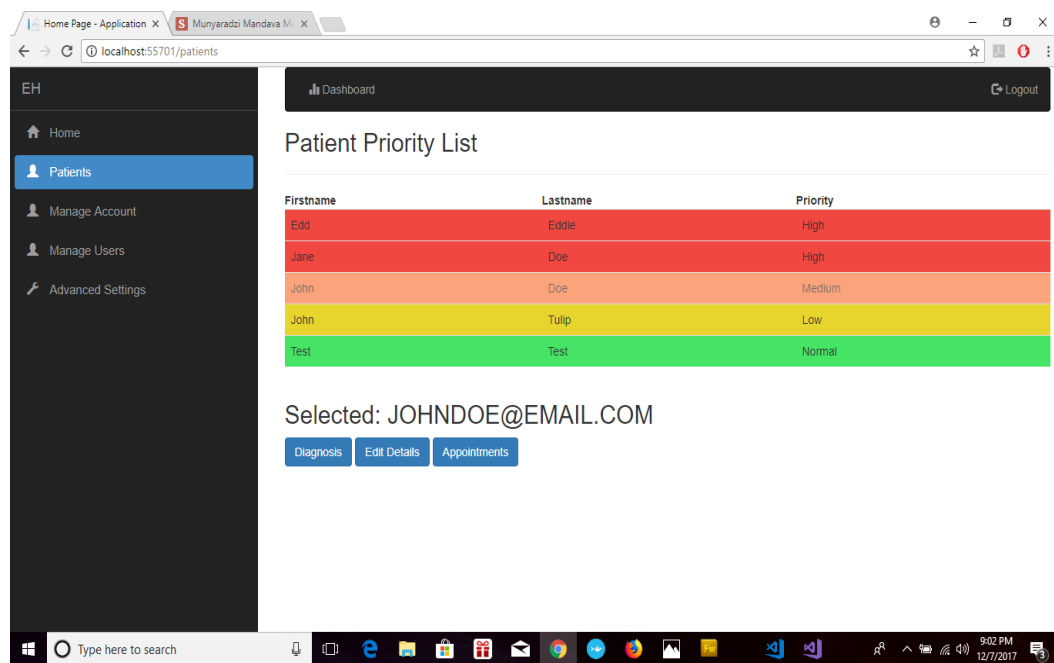 Home Page - Application
Munyaradzi Mandava M
localhost:55701/patients
EH
Dashboard
Logout
Home
Patients
Manage Account
Manage Users
Advanced Settings
Patient Priority List
Firstname Lastname Priority
Edd Eddie High
Jane Doe High
John Doe Medium
John Tulip Low
Test Test Normal
Selected: JOHNDOE@EMAIL.COM
Diagnosis Edit Details Appointments
Type here to search
Fw
9:02 PM
12/7/2017
3